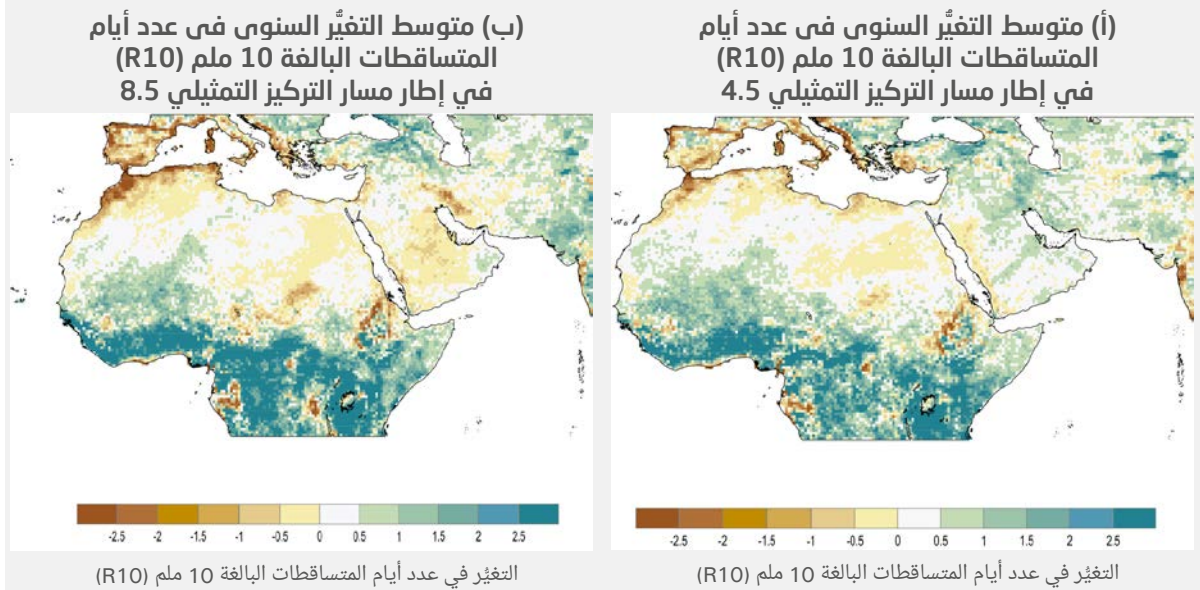 (أ) متوسط التغيُّر السنوي في عدد أيام
المتساقطات البالغة 10 ملم (R10)
في إطار مسار التركيز التمثيلي 4.5
-2.5 -2 -1.5 -1 -0.5 0 0.5 1 1.5 2 2.5
التغيُّر في عدد أيام المتساقطات البالغة 10 ملم (R10)
(ب) متوسط التغيُّر السنوي في عدد أيام
المتساقطات البالغة 10 ملم (R10)
في إطار مسار التركيز التمثيلي 8.5
-2.5 -2 -1.5 -1 -0.5 0 0.5 1 1.5 2 2.5
التغيُّر في عدد أيام المتساقطات البالغة 10 ملم (R10)